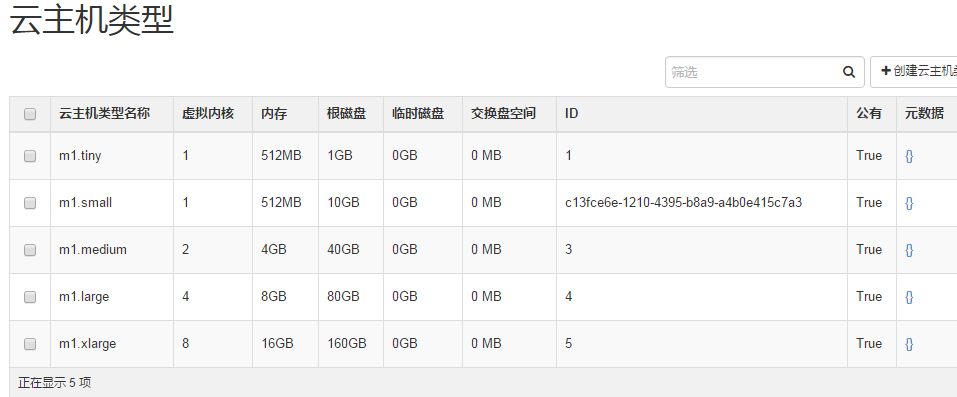 云主机类型
筛选
+ 创建云主机
云主机类型名称 虚拟内核 内存 根磁盘 临时磁盘 交换盘空间 ID 公有 元数据
m1.tiny 1 512MB 1GB 0GB 0 MB 1 True {}
m1.small 1 512MB 10GB 0GB 0 MB c13fce6e-1210-4395-b8a9-a4b0e415c7a3 True {}
m1.medium 2 4GB 40GB 0GB 0 MB 3 True {}
m1.large 4 8GB 80GB 0GB 0 MB 4 True {}
m1.xlarge 8 16GB 160GB 0GB 0 MB 5 True {}
正在显示 5 项